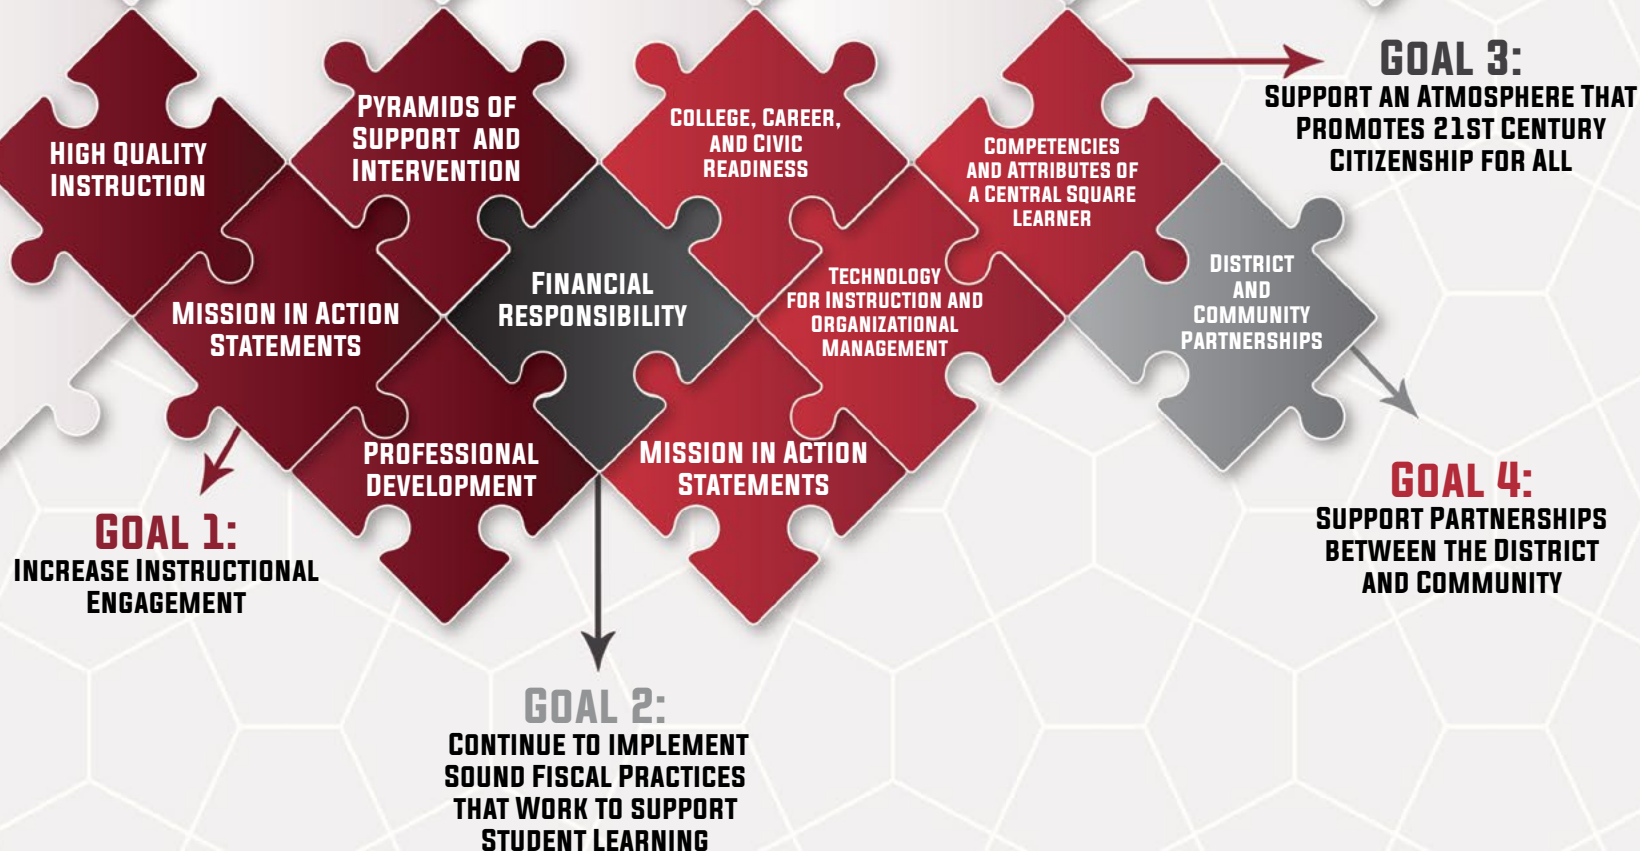 High Quality
Instruction
Pyramids of
Support and
Intervention
College, Career,
and Civic
Readiness
Competencies
and Attributes of
a Central Square
Learner
Goal 3:
Support an Atmosphere That
Promotes 21st Century
Citizenship for All
Mission in Action
Statements
Financial
Responsibility
Technology
for Instruction and
Organizational
Management
District
and
Community
Partnerships
Professional
Development
Mission in Action
Statements
Goal 1:
Increase Instructional
Engagement
Goal 4:
Support Partnerships
between the District
and Community
Goal 2:
Continue to implement
Sound Fiscal Practices
that Work to support
Student Learning